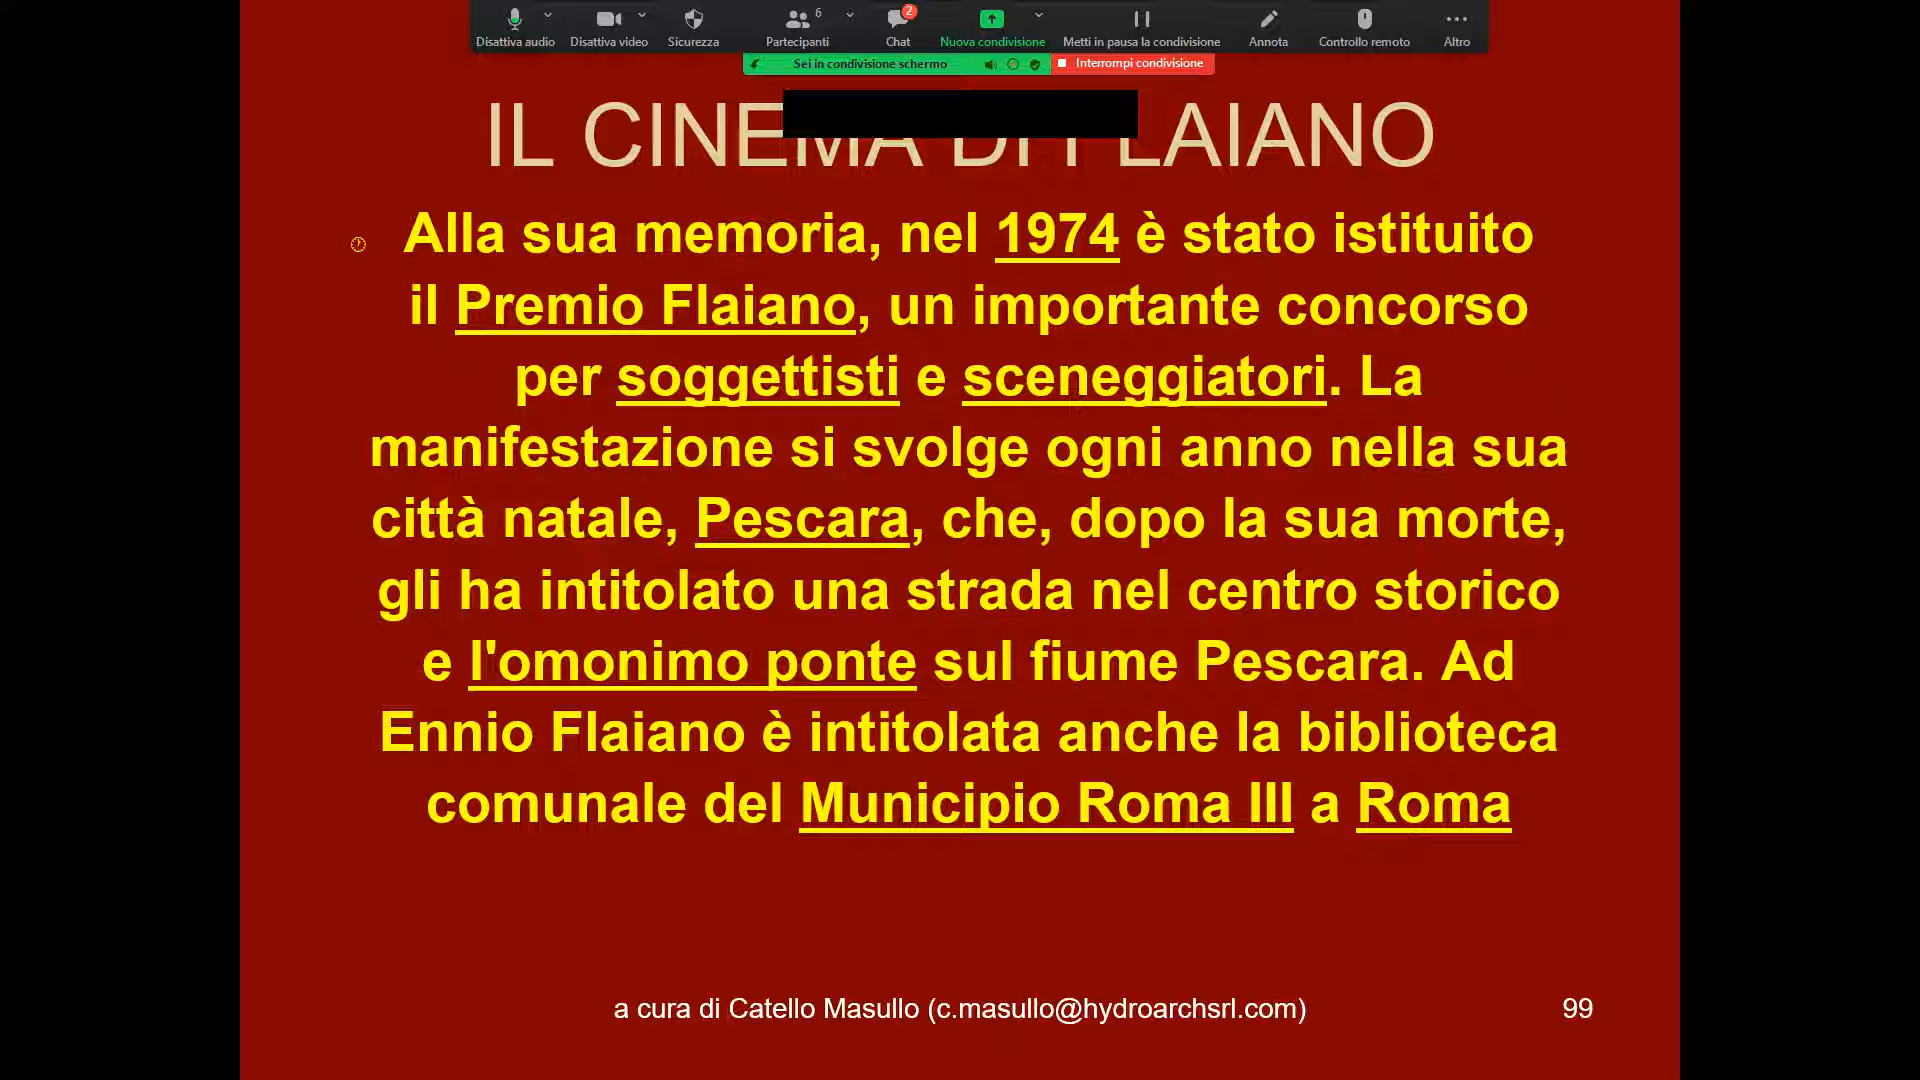 Disattiva audio Disattiva video Sicurezza Partecipanti 6 Chat 2 Nuova condivisione Metti in pausa la condivisione Annota Controllo remoto Altro
Sei in condivisione schermo Interrompi condivisione
IL CINEMA DI FLAIANO
Alla sua memoria, nel 1974 è stato istituito
il Premio Flaiano, un importante concorso
per soggettisti e sceneggiatori. La
manifestazione si svolge ogni anno nella sua
città natale, Pescara, che, dopo la sua morte,
gli ha intitolato una strada nel centro storico
e l'omonimo ponte sul fiume Pescara. Ad
Ennio Flaiano è intitolata anche la biblioteca
comunale del Municipio Roma III a Roma
a cura di Catello Masullo (c.masullo@hydroarchsrl.com)
99